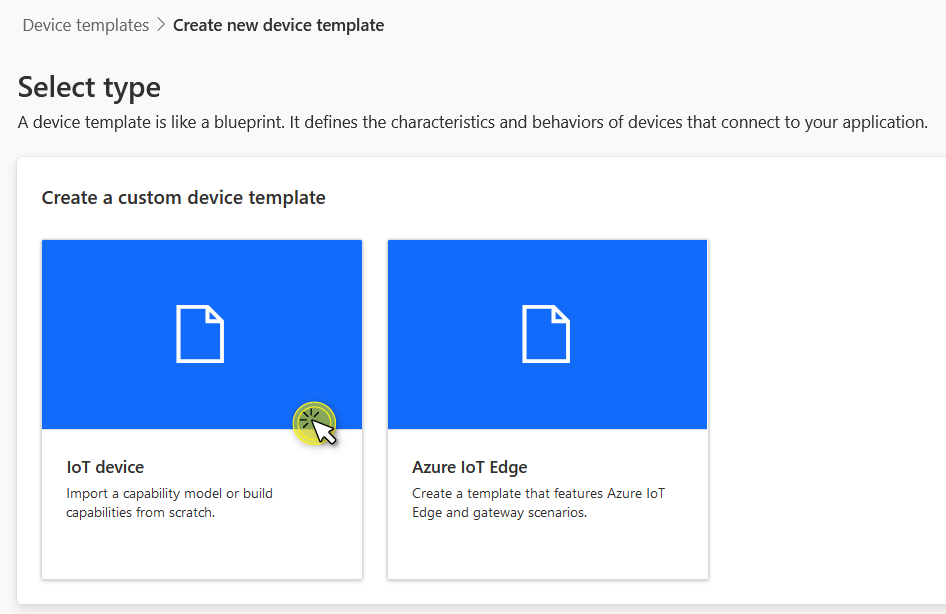 Device templates > Create new device template
Select type
A device template is like a blueprint. It defines the characteristics and behaviors of devices that connect to your application.
Create a custom device template
IoT device
Import a capability model or build
capabilities from scratch.
Azure IoT Edge
Create a template that features Azure IoT
Edge and gateway scenarios.